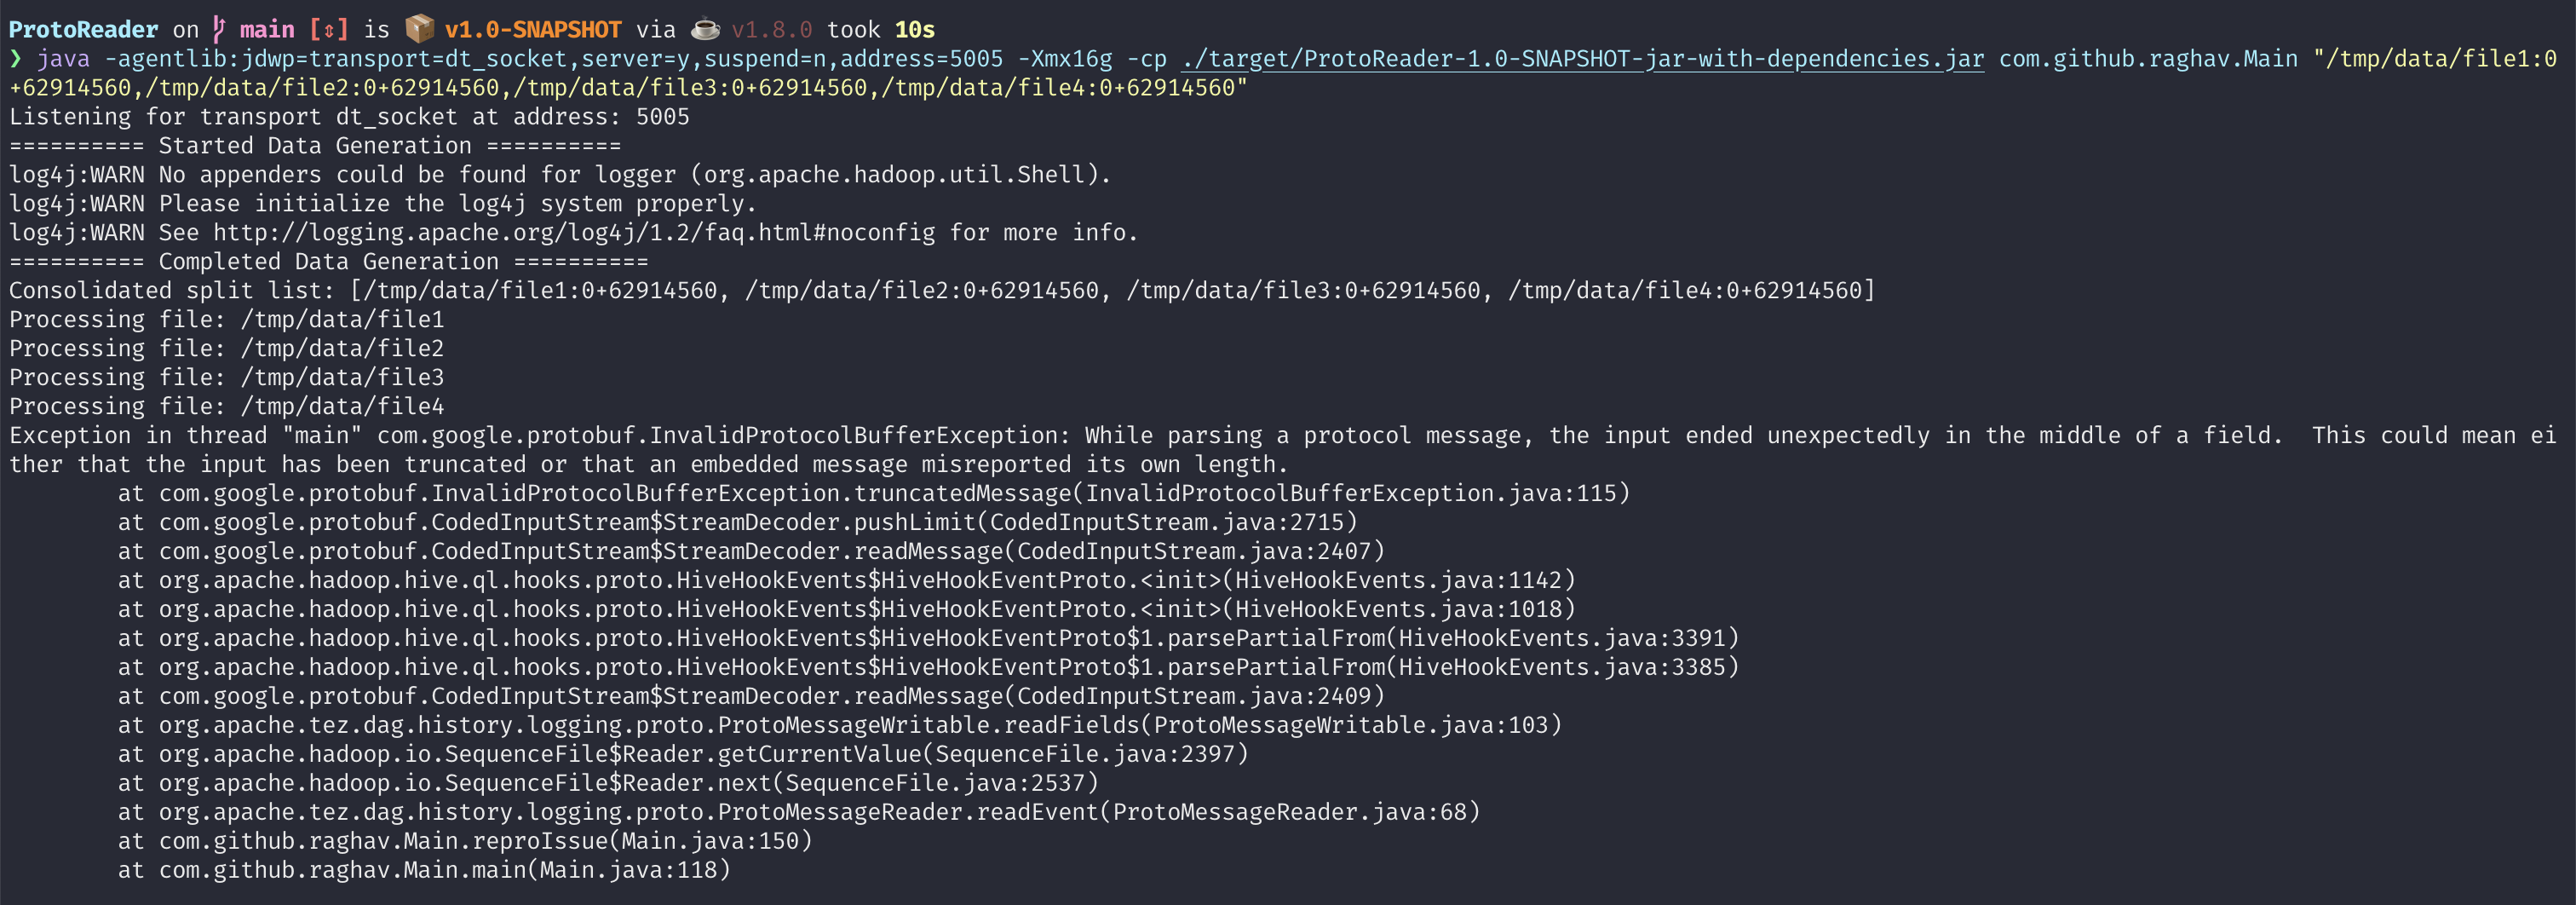 ProtoReader on main [⇕] is 📦 v1.0-SNAPSHOT via ☕ v1.8.0 took 10s
❯ java -agentlib:jdwp=transport=dt_socket,server=y,suspend=n,address=5005 -Xmx16g -cp ./target/ProtoReader-1.0-SNAPSHOT-jar-with-dependencies.jar com.github.raghav.Main "/tmp/data/file1:0
+62914560,/tmp/data/file2:0+62914560,/tmp/data/file3:0+62914560,/tmp/data/file4:0+62914560"
Listening for transport dt_socket at address: 5005
========== Started Data Generation ==========
log4j:WARN No appenders could be found for logger (org.apache.hadoop.util.Shell).
log4j:WARN Please initialize the log4j system properly.
log4j:WARN See http://logging.apache.org/log4j/1.2/faq.html#noconfig for more info.
========== Completed Data Generation ==========
Consolidated split list: [/tmp/data/file1:0+62914560, /tmp/data/file2:0+62914560, /tmp/data/file3:0+62914560, /tmp/data/file4:0+62914560]
Processing file: /tmp/data/file1
Processing file: /tmp/data/file2
Processing file: /tmp/data/file3
Processing file: /tmp/data/file4
Exception in thread "main" com.google.protobuf.InvalidProtocolBufferException: While parsing a protocol message, the input ended unexpectedly in the middle of a field.  This could mean ei
ther that the input has been truncated or that an embedded message misreported its own length.
        at com.google.protobuf.InvalidProtocolBufferException.truncatedMessage(InvalidProtocolBufferException.java:115)
        at com.google.protobuf.CodedInputStream$StreamDecoder.pushLimit(CodedInputStream.java:2715)
        at com.google.protobuf.CodedInputStream$StreamDecoder.readMessage(CodedInputStream.java:2407)
        at org.apache.hadoop.hive.ql.hooks.proto.HiveHookEvents$HiveHookEventProto.<init>(HiveHookEvents.java:1142)
        at org.apache.hadoop.hive.ql.hooks.proto.HiveHookEvents$HiveHookEventProto.<init>(HiveHookEvents.java:1018)
        at org.apache.hadoop.hive.ql.hooks.proto.HiveHookEvents$HiveHookEventProto$1.parsePartialFrom(HiveHookEvents.java:3391)
        at org.apache.hadoop.hive.ql.hooks.proto.HiveHookEvents$HiveHookEventProto$1.parsePartialFrom(HiveHookEvents.java:3385)
        at com.google.protobuf.CodedInputStream$StreamDecoder.readMessage(CodedInputStream.java:2409)
        at org.apache.tez.dag.history.logging.proto.ProtoMessageWritable.readFields(ProtoMessageWritable.java:103)
        at org.apache.hadoop.io.SequenceFile$Reader.getCurrentValue(SequenceFile.java:2397)
        at org.apache.hadoop.io.SequenceFile$Reader.next(SequenceFile.java:2537)
        at org.apache.tez.dag.history.logging.proto.ProtoMessageReader.readEvent(ProtoMessageReader.java:68)
        at com.github.raghav.Main.reproIssue(Main.java:150)
        at com.github.raghav.Main.main(Main.java:118)